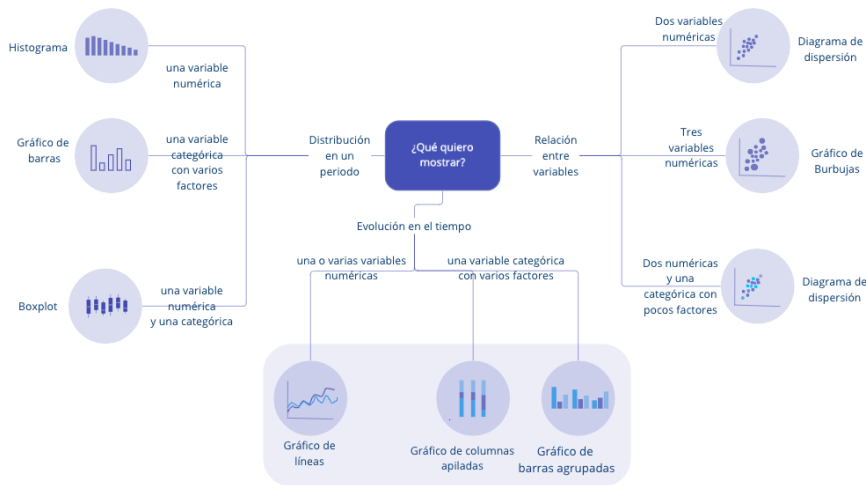 ¿Qué quiero
mostrar?
Distribución
en un
periodo
una variable
numérica
Histograma
una variable
categórica
con varios
factores
Gráfico de
barras
una variable
numérica
y una categórica
Boxplot
Relación
entre
variables
Dos variables
numéricas
Diagrama de
dispersión
Tres
variables
numéricas
Gráfico de
Burbujas
Dos numéricas
y una
categórica con
pocos factores
Diagrama de
dispersión
Evolución en el tiempo
una o varias variables
numéricas
una variable categórica
con varios factores
Gráfico de
líneas
Gráfico de columnas
apiladas
Gráfico de
barras agrupadas